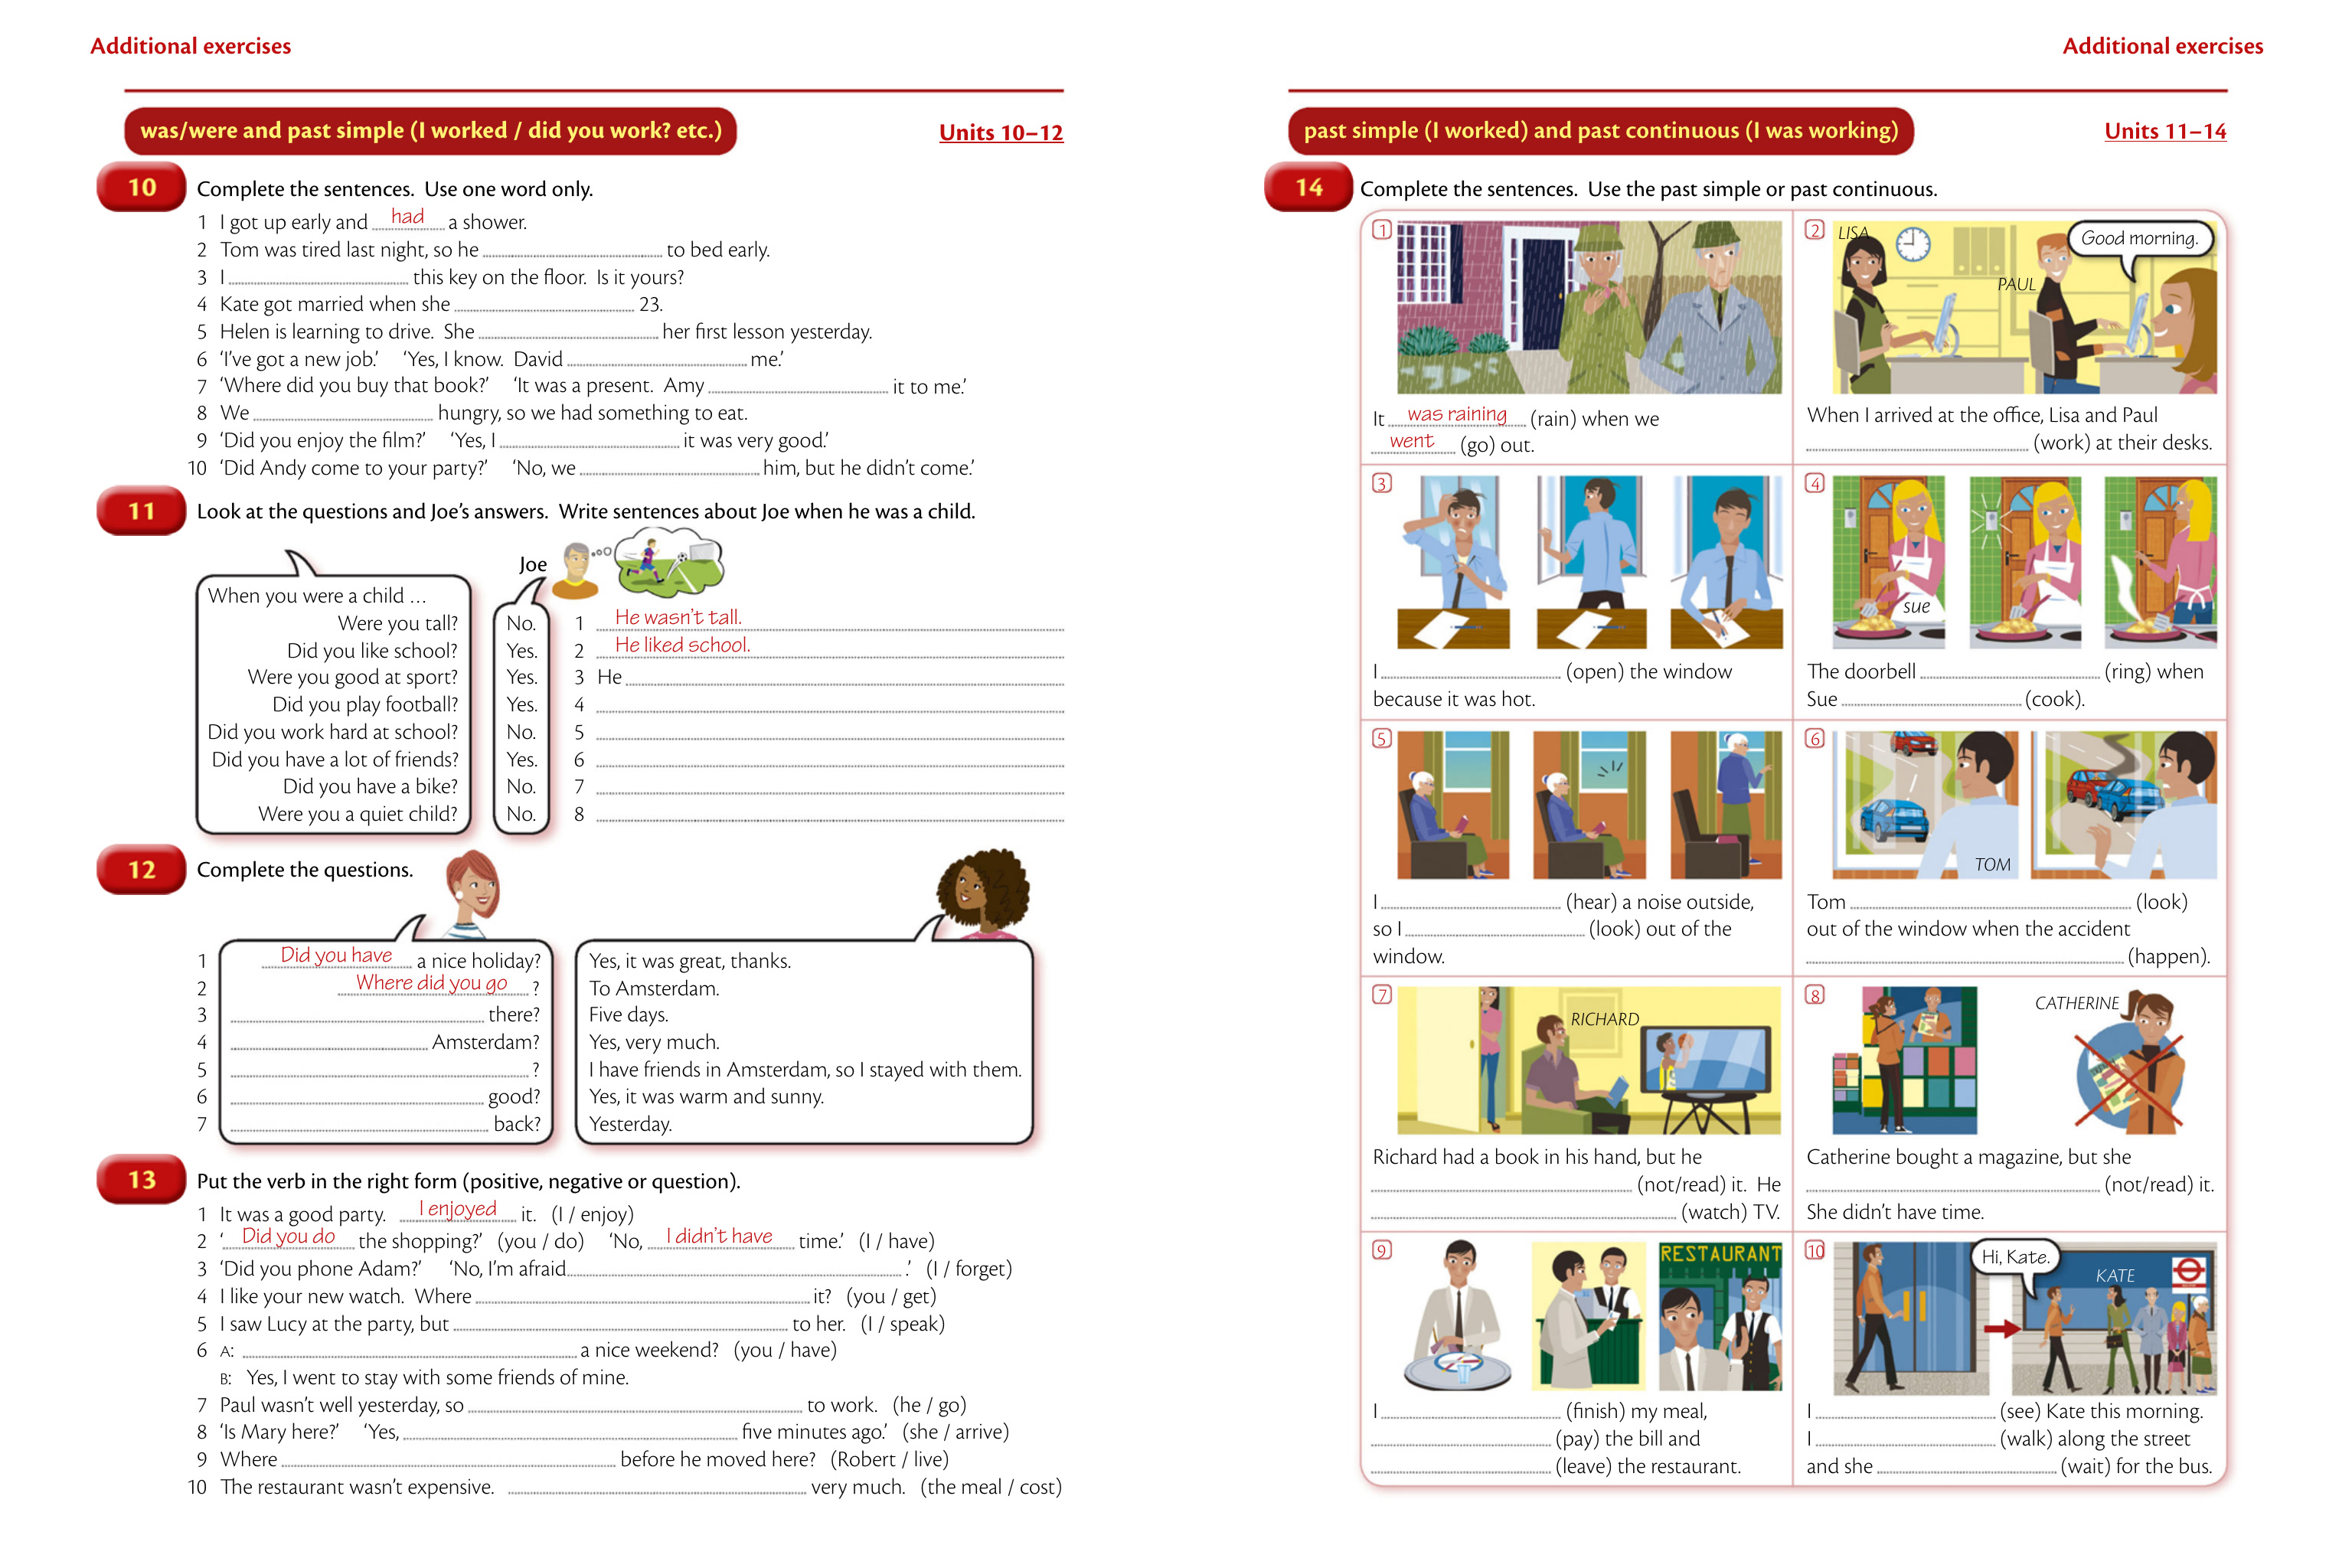 Additional exercises
was/were and past simple (I worked / did you work? etc.)
Units 10–12
10 Complete the sentences. Use one word only.
1 I got up early and had a shower.
2 Tom was tired last night, so he to bed early.
3 I this key on the floor. Is it yours?
4 Kate got married when she 23.
5 Helen is learning to drive. She her first lesson yesterday.
6 ‘I’ve got a new job.’ ‘Yes, I know. David me.’
7 ‘Where did you buy that book?’ ‘It was a present. Amy it to me.’
8 We hungry, so we had something to eat.
9 ‘Did you enjoy the film?’ ‘Yes, I it was very good.’
10 ‘Did Andy come to your party?’ ‘No, we him, but he didn’t come.’
11 Look at the questions and Joe’s answers. Write sentences about Joe when he was a child.
Joe
When you were a child …
Were you tall? No. 1 He wasn’t tall.
Did you like school? Yes. 2 He liked school.
Were you good at sport? Yes. 3 He
Did you play football? Yes. 4
Did you work hard at school? No. 5
Did you have a lot of friends? Yes. 6
Did you have a bike? No. 7
Were you a quiet child? No. 8
12 Complete the questions.
1 Did you have a nice holiday? Yes, it was great, thanks.
2 Where did you go ? To Amsterdam.
3 there? Five days.
4 Amsterdam? Yes, very much.
5 ? I have friends in Amsterdam, so I stayed with them.
6 good? Yes, it was warm and sunny.
7 back? Yesterday.
13 Put the verb in the right form (positive, negative or question).
1 It was a good party. I enjoyed it. (I / enjoy)
2 ‘ Did you do the shopping?’ (you / do) ‘No, I didn’t have time.’ (I / have)
3 ‘Did you phone Adam?’ ‘No, I’m afraid .’ (I / forget)
4 I like your new watch. Where it? (you / get)
5 I saw Lucy at the party, but to her. (I / speak)
6 A: a nice weekend? (you / have)
B: Yes, I went to stay with some friends of mine.
7 Paul wasn’t well yesterday, so to work. (he / go)
8 ‘Is Mary here?’ ‘Yes, five minutes ago.’ (she / arrive)
9 Where before he moved here? (Robert / live)
10 The restaurant wasn’t expensive. very much. (the meal / cost)
Additional exercises
past simple (I worked) and past continuous (I was working)
Units 11–14
14 Complete the sentences. Use the past simple or past continuous.
1
It was raining (rain) when we
went (go) out.
2
LISA
PAUL
Good morning.
When I arrived at the office, Lisa and Paul
(work) at their desks.
3
I (open) the window
because it was hot.
4
sue
The doorbell (ring) when
Sue (cook).
5
I (hear) a noise outside,
so I (look) out of the
window.
6
TOM
Tom (look)
out of the window when the accident
(happen).
7
RICHARD
Richard had a book in his hand, but he
(not/read) it. He
(watch) TV.
8
CATHERINE
Catherine bought a magazine, but she
(not/read) it.
She didn’t have time.
9
RESTAURANT
I (finish) my meal,
(pay) the bill and
(leave) the restaurant.
10
Hi, Kate.
KATE
I (see) Kate this morning.
I (walk) along the street
and she (wait) for the bus.